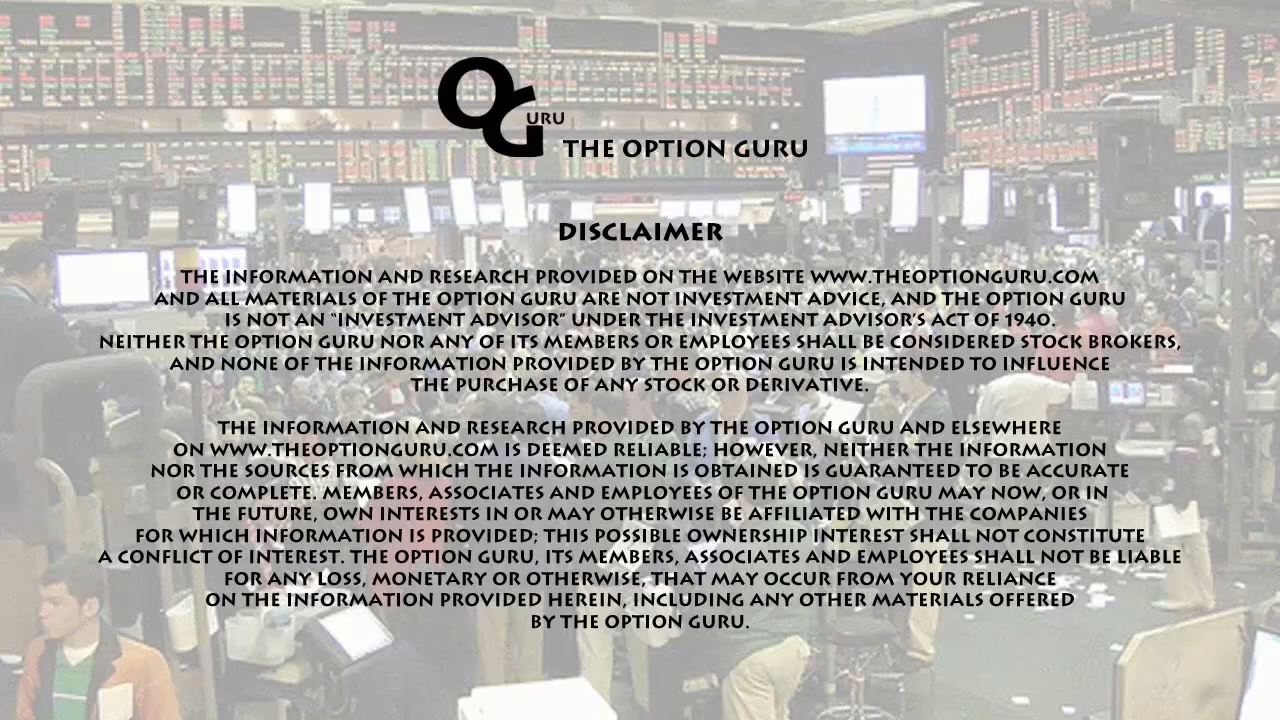 OG URU
THE OPTION GURU
DISCLAIMER
THE INFORMATION AND RESEARCH PROVIDED ON THE WEBSITE WWW.THEOPTIONGURU.COM
AND ALL MATERIALS OF THE OPTION GURU ARE NOT INVESTMENT ADVICE, AND THE OPTION GURU
IS NOT AN “INVESTMENT ADVISOR” UNDER THE INVESTMENT ADVISOR’S ACT OF 1940.
NEITHER THE OPTION GURU NOR ANY OF ITS MEMBERS OR EMPLOYEES SHALL BE CONSIDERED STOCK BROKERS,
AND NONE OF THE INFORMATION PROVIDED BY THE OPTION GURU IS INTENDED TO INFLUENCE
THE PURCHASE OF ANY STOCK OR DERIVATIVE.
THE INFORMATION AND RESEARCH PROVIDED BY THE OPTION GURU AND ELSEWHERE
ON WWW.THEOPTIONGURU.COM IS DEEMED RELIABLE; HOWEVER, NEITHER THE INFORMATION
NOR THE SOURCES FROM WHICH THE INFORMATION IS OBTAINED IS GUARANTEED TO BE ACCURATE
OR COMPLETE. MEMBERS, ASSOCIATES AND EMPLOYEES OF THE OPTION GURU MAY NOW, OR IN
THE FUTURE, OWN INTERESTS IN OR MAY OTHERWISE BE AFFILIATED WITH THE COMPANIES
FOR WHICH INFORMATION IS PROVIDED; THIS POSSIBLE OWNERSHIP INTEREST SHALL NOT CONSTITUTE
A CONFLICT OF INTEREST. THE OPTION GURU, ITS MEMBERS, ASSOCIATES AND EMPLOYEES SHALL NOT BE LIABLE
FOR ANY LOSS, MONETARY OR OTHERWISE, THAT MAY OCCUR FROM YOUR RELIANCE
ON THE INFORMATION PROVIDED HEREIN, INCLUDING ANY OTHER MATERIALS OFFERED
BY THE OPTION GURU.